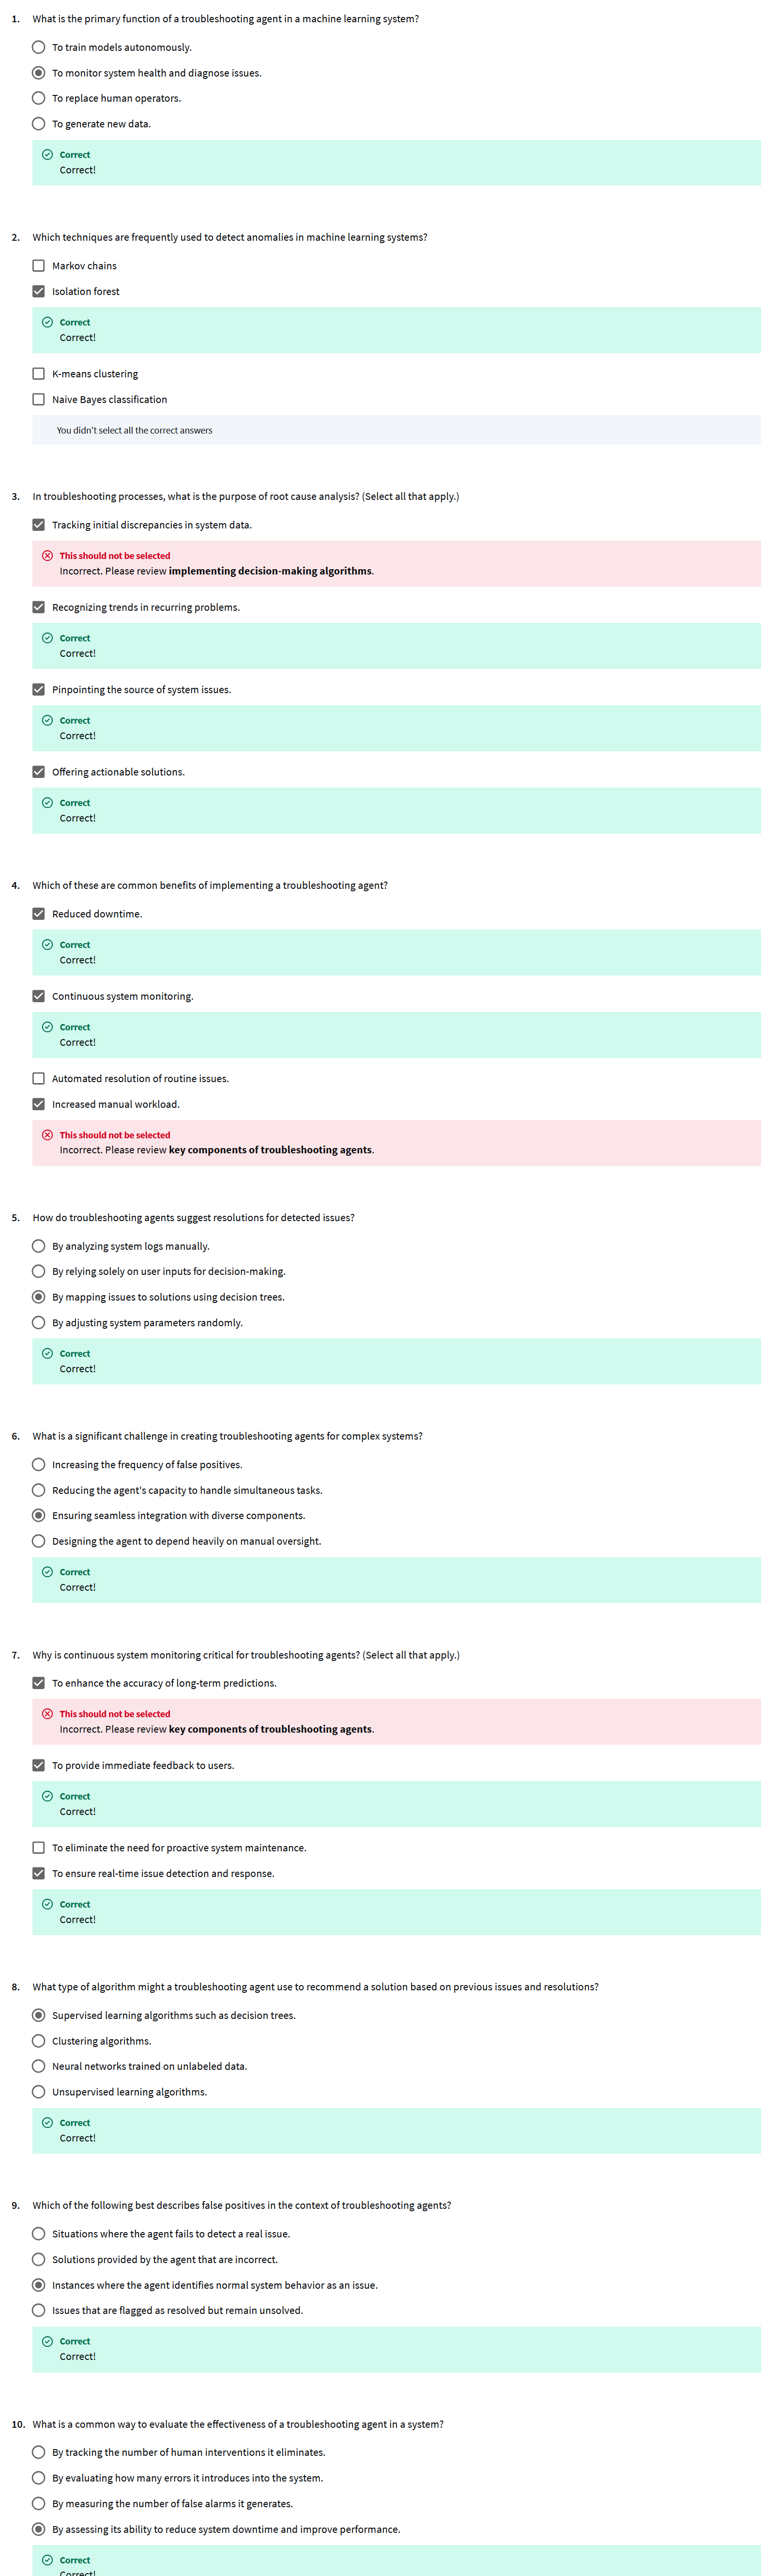 1. What is the primary function of a troubleshooting agent in a machine learning system?
To train models autonomously.
To monitor system health and diagnose issues.
To replace human operators.
To generate new data.
Correct
Correct!
2. Which techniques are frequently used to detect anomalies in machine learning systems?
Markov chains
Isolation forest
Correct
Correct!
K-means clustering
Naive Bayes classification
You didn't select all the correct answers
3. In troubleshooting processes, what is the purpose of root cause analysis? (Select all that apply.)
Tracking initial discrepancies in system data.
This should not be selected
Incorrect. Please review implementing decision-making algorithms.
Recognizing trends in recurring problems.
Correct
Correct!
Pinpointing the source of system issues.
Correct
Correct!
Offering actionable solutions.
Correct
Correct!
4. Which of these are common benefits of implementing a troubleshooting agent?
Reduced downtime.
Correct
Correct!
Continuous system monitoring.
Correct
Correct!
Automated resolution of routine issues.
Increased manual workload.
This should not be selected
Incorrect. Please review key components of troubleshooting agents.
5. How do troubleshooting agents suggest resolutions for detected issues?
By analyzing system logs manually.
By relying solely on user inputs for decision-making.
By mapping issues to solutions using decision trees.
By adjusting system parameters randomly.
Correct
Correct!
6. What is a significant challenge in creating troubleshooting agents for complex systems?
Increasing the frequency of false positives.
Reducing the agent's capacity to handle simultaneous tasks.
Ensuring seamless integration with diverse components.
Designing the agent to depend heavily on manual oversight.
Correct
Correct!
7. Why is continuous system monitoring critical for troubleshooting agents? (Select all that apply.)
To enhance the accuracy of long-term predictions.
This should not be selected
Incorrect. Please review key components of troubleshooting agents.
To provide immediate feedback to users.
Correct
Correct!
To eliminate the need for proactive system maintenance.
To ensure real-time issue detection and response.
Correct
Correct!
8. What type of algorithm might a troubleshooting agent use to recommend a solution based on previous issues and resolutions?
Supervised learning algorithms such as decision trees.
Clustering algorithms.
Neural networks trained on unlabeled data.
Unsupervised learning algorithms.
Correct
Correct!
9. Which of the following best describes false positives in the context of troubleshooting agents?
Situations where the agent fails to detect a real issue.
Solutions provided by the agent that are incorrect.
Instances where the agent identifies normal system behavior as an issue.
Issues that are flagged as resolved but remain unsolved.
Correct
Correct!
10. What is a common way to evaluate the effectiveness of a troubleshooting agent in a system?
By tracking the number of human interventions it eliminates.
By evaluating how many errors it introduces into the system.
By measuring the number of false alarms it generates.
By assessing its ability to reduce system downtime and improve performance.
Correct
Correct!